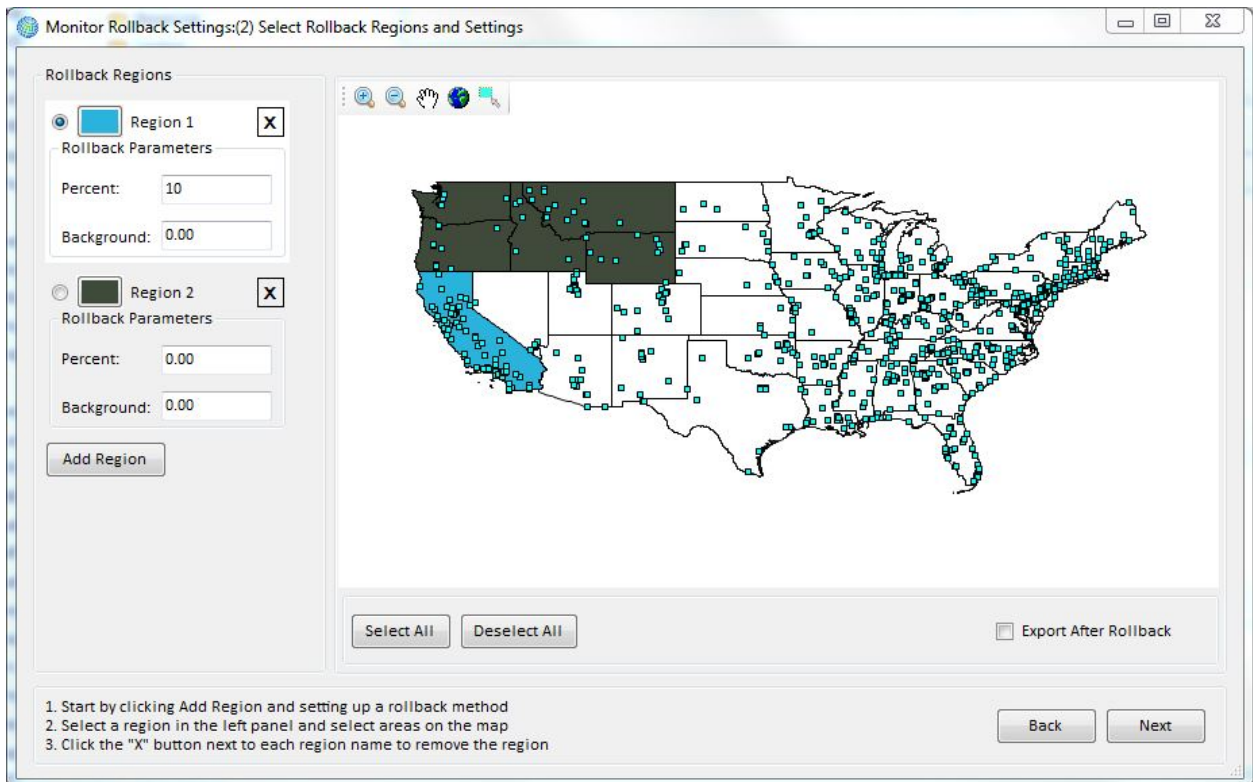 Monitor Rollback Settings:(2) Select Rollback Regions and Settings
Rollback Regions
Region 1
X
Rollback Parameters
Percent: 10
Background: 0.00
Region 2
X
Rollback Parameters
Percent: 0.00
Background: 0.00
Add Region
Select All
Deselect All
Export After Rollback
1. Start by clicking Add Region and setting up a rollback method
2. Select a region in the left panel and select areas on the map
3. Click the "X" button next to each region name to remove the region
Back
Next